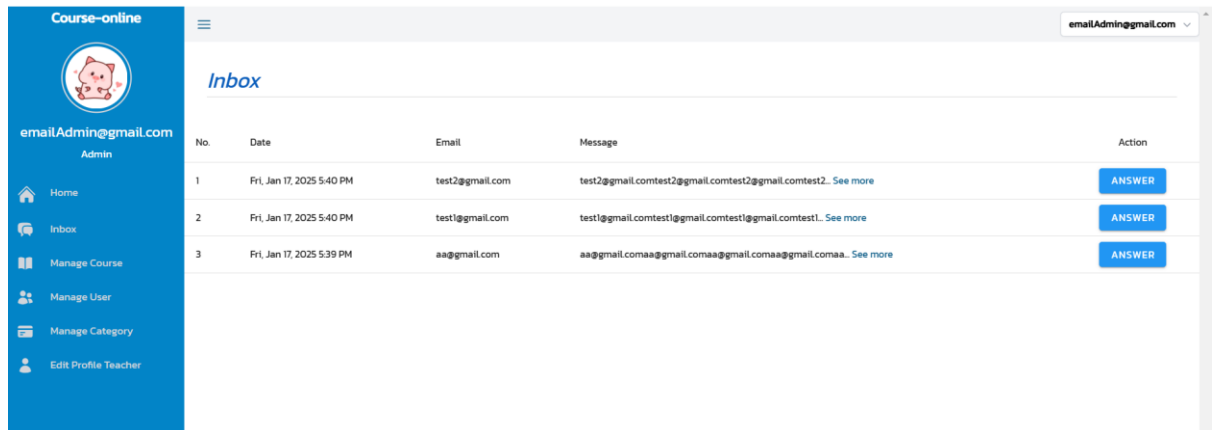 Course-online
emailAdmin@gmail.com
emailAdmin@gmail.com
Admin
Home
Inbox
Manage Course
Manage User
Manage Category
Edit Profile Teacher
Inbox
No. Date Email Message Action
1 Fri, Jan 17, 2025 5:40 PM test2@gmail.com test2@gmail.comtest2@gmail.comtest2@gmail.comtest2... See more ANSWER
2 Fri, Jan 17, 2025 5:40 PM test1@gmail.com test1@gmail.comtest1@gmail.comtest1@gmail.comtest1... See more ANSWER
3 Fri, Jan 17, 2025 5:39 PM aa@gmail.com aa@gmail.comaa@gmail.comaa@gmail.comaa@gmail.comaa... See more ANSWER